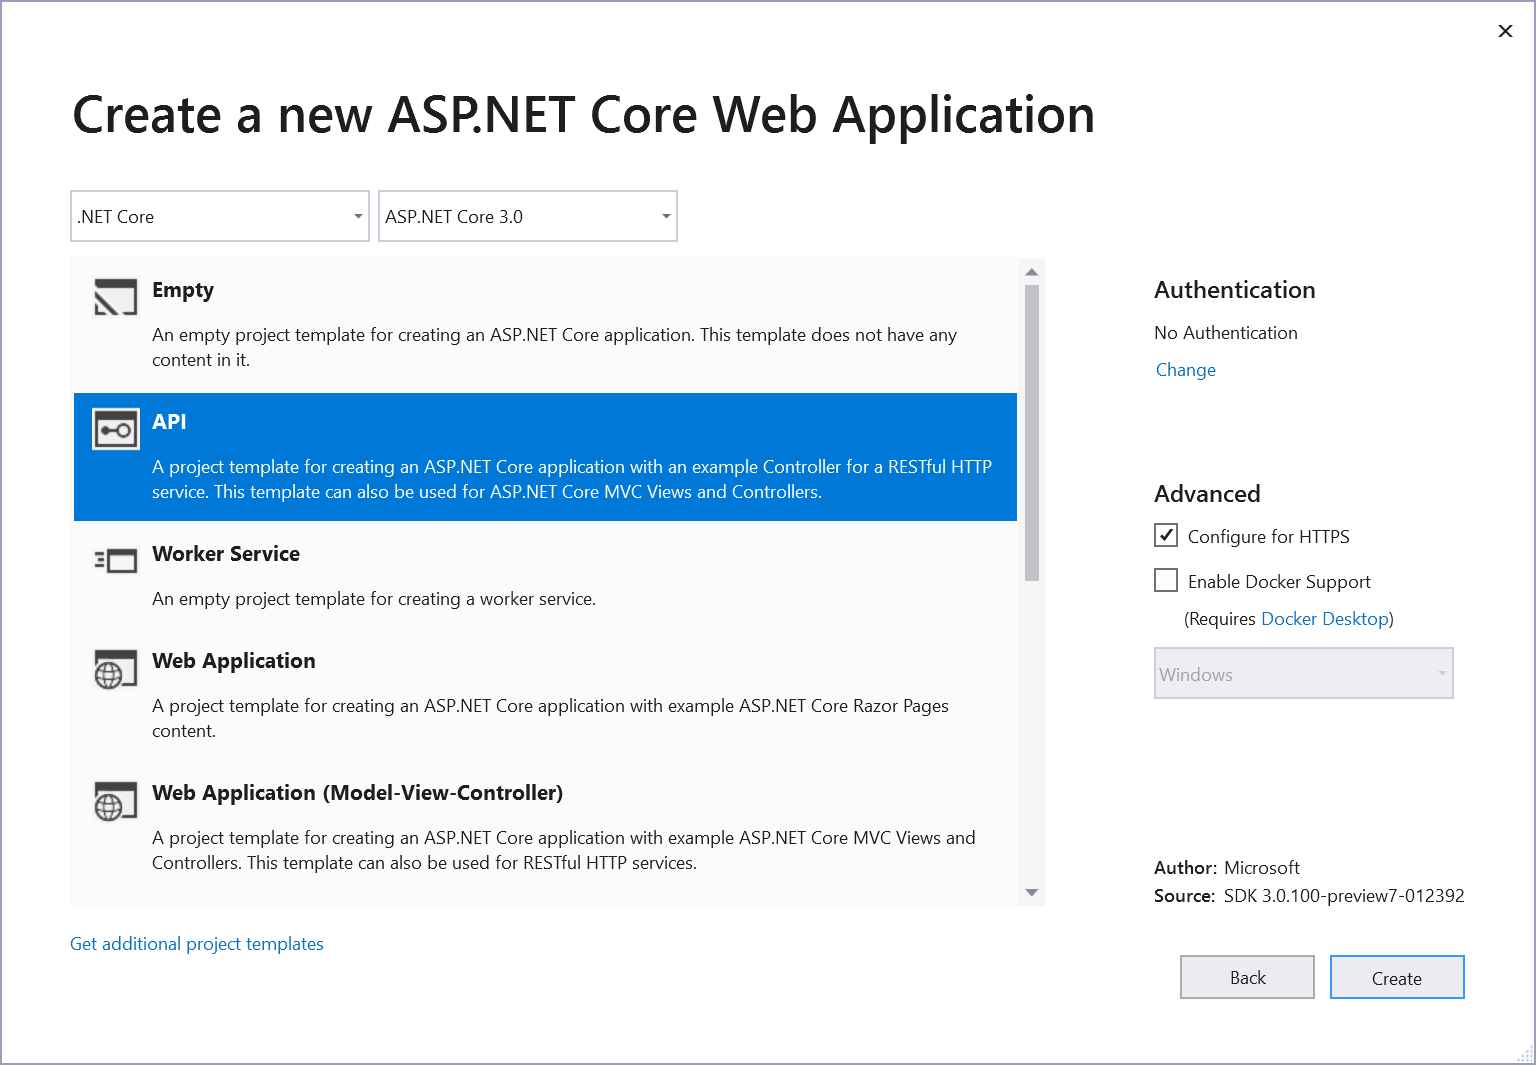 Create a new ASP.NET Core Web Application
.NET Core
ASP.NET Core 3.0
Empty
An empty project template for creating an ASP.NET Core application. This template does not have any
content in it.
API
A project template for creating an ASP.NET Core application with an example Controller for a RESTful HTTP
service. This template can also be used for ASP.NET Core MVC Views and Controllers.
Worker Service
An empty project template for creating a worker service.
Web Application
A project template for creating an ASP.NET Core application with example ASP.NET Core Razor Pages
content.
Web Application (Model-View-Controller)
A project template for creating an ASP.NET Core application with example ASP.NET Core MVC Views and
Controllers. This template can also be used for RESTful HTTP services.
Get additional project templates
Authentication
No Authentication
Change
Advanced
Configure for HTTPS
Enable Docker Support
(Requires Docker Desktop)
Windows
Author: Microsoft
Source: SDK 3.0.100-preview7-012392
Back
Create